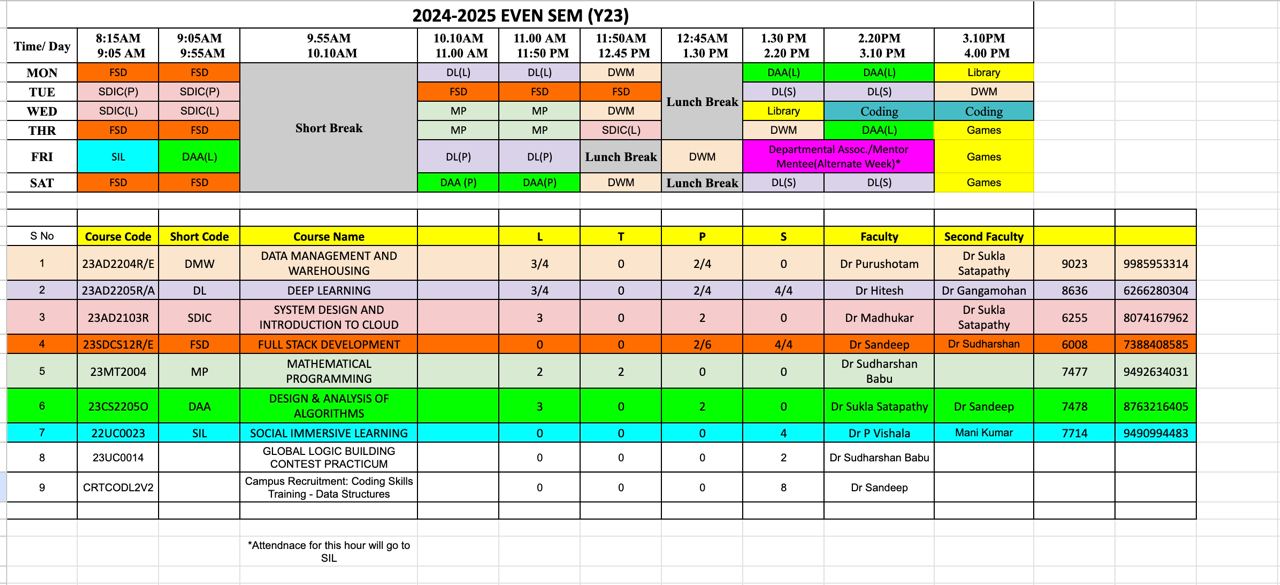 2024-2025 EVEN SEM (Y23)
Time/ Day 8:15AM 9:05AM 9.55AM 10.10AM 11.00 AM 11:50AM 12:45AM 1.30 PM 2.20PM 3.10PM
9:05 AM 9:55AM 10.10AM 11.00 AM 11:50 PM 12.45 PM 1.30 PM 2.20 PM 3.10 PM 4.00 PM
MON FSD FSD DL(L) DL(L) DWM DAA(L) DAA(L) Library
TUE SDIC(P) SDIC(P) FSD FSD FSD DL(S) DL(S) DWM
Lunch Break
WED SDIC(L) SDIC(L) MP MP DWM Library Coding Coding
Short Break
THR FSD FSD MP MP SDIC(L) DWM DAA(L) Games
FRI SIL DAA(L) DL(P) DL(P) Lunch Break DWM Departmental Assoc./Mentor Games
Mentee(Alternate Week)*
SAT FSD FSD DAA (P) DAA(P) DWM Lunch Break DL(S) DL(S) Games
S No Course Code Short Code Course Name L T P S Faculty Second Faculty
1 23AD2204R/E DMW DATA MANAGEMENT AND 3/4 0 2/4 0 Dr Purushotam Dr Sukla 9023 9985953314
WAREHOUSING Satapathy
2 23AD2205R/A DL DEEP LEARNING 3/4 0 2/4 4/4 Dr Hitesh Dr Gangamohan 8636 6266280304
3 23AD2103R SDIC SYSTEM DESIGN AND 3 0 2 0 Dr Madhukar Dr Sukla 6255 8074167962
INTRODUCTION TO CLOUD Satapathy
4 23SDCS12R/E FSD FULL STACK DEVELOPMENT 0 0 2/6 4/4 Dr Sandeep Dr Sudharshan 6008 7388408585
5 23MT2004 MP MATHEMATICAL 2 2 0 0 Dr Sudharshan 7477 9492634031
PROGRAMMING Babu
6 23CS2205O DAA DESIGN & ANALYSIS OF 3 0 2 0 Dr Sukla Satapathy Dr Sandeep 7478 8763216405
ALGORITHMS
7 22UC0023 SIL SOCIAL IMMERSIVE LEARNING 0 0 0 4 Dr P Vishala Mani Kumar 7714 9490994483
8 23UC0014 GLOBAL LOGIC BUILDING 0 0 0 2 Dr Sudharshan Babu
CONTEST PRACTICUM
9 CRTCODL2V2 Campus Recruitment: Coding Skills 0 0 0 8 Dr Sandeep
Training - Data Structures
*Attendnace for this hour will go to
SIL